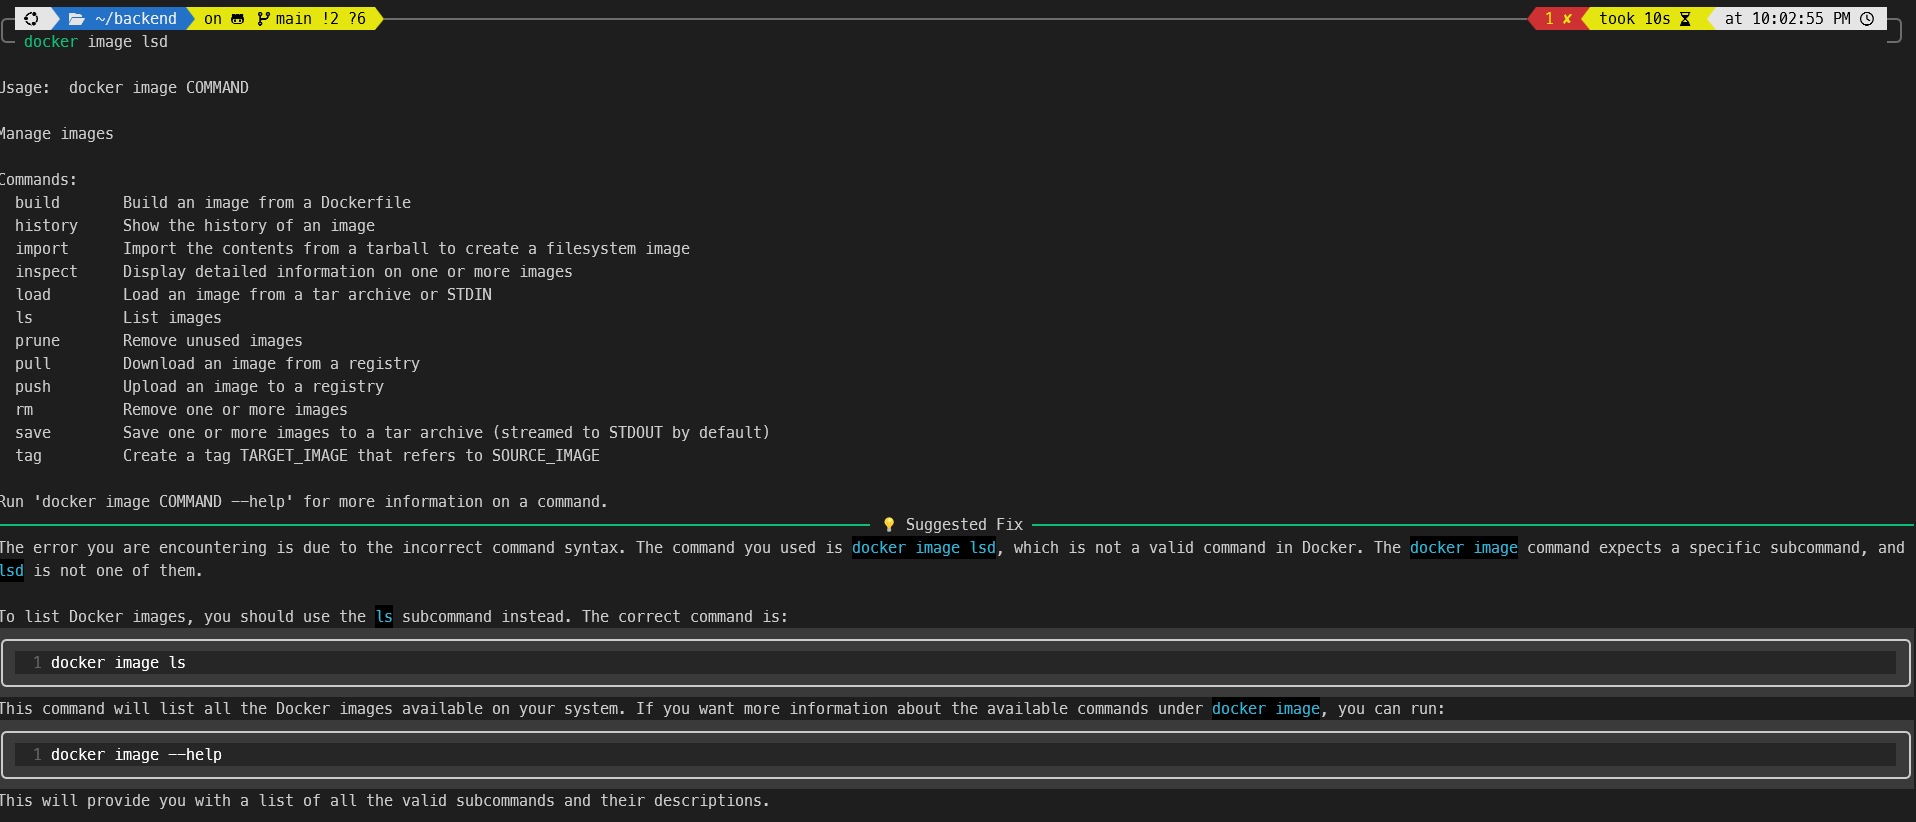 ~/backend on main !2 ?6 1 ✘ took 10s at 10:02:55 PM
docker image lsd
Usage:  docker image COMMAND
Manage images
Commands:
  build       Build an image from a Dockerfile
  history     Show the history of an image
  import      Import the contents from a tarball to create a filesystem image
  inspect     Display detailed information on one or more images
  load        Load an image from a tar archive or STDIN
  ls          List images
  prune       Remove unused images
  pull        Download an image from a registry
  push        Upload an image to a registry
  rm          Remove one or more images
  save        Save one or more images to a tar archive (streamed to STDOUT by default)
  tag         Create a tag TARGET_IMAGE that refers to SOURCE_IMAGE
Run 'docker image COMMAND --help' for more information on a command.
💡 Suggested Fix
The error you are encountering is due to the incorrect command syntax. The command you used is docker image lsd, which is not a valid command in Docker. The docker image command expects a specific subcommand, and
lsd is not one of them.
To list Docker images, you should use the ls subcommand instead. The correct command is:
1 docker image ls
This command will list all the Docker images available on your system. If you want more information about the available commands under docker image, you can run:
1 docker image --help
This will provide you with a list of all the valid subcommands and their descriptions.